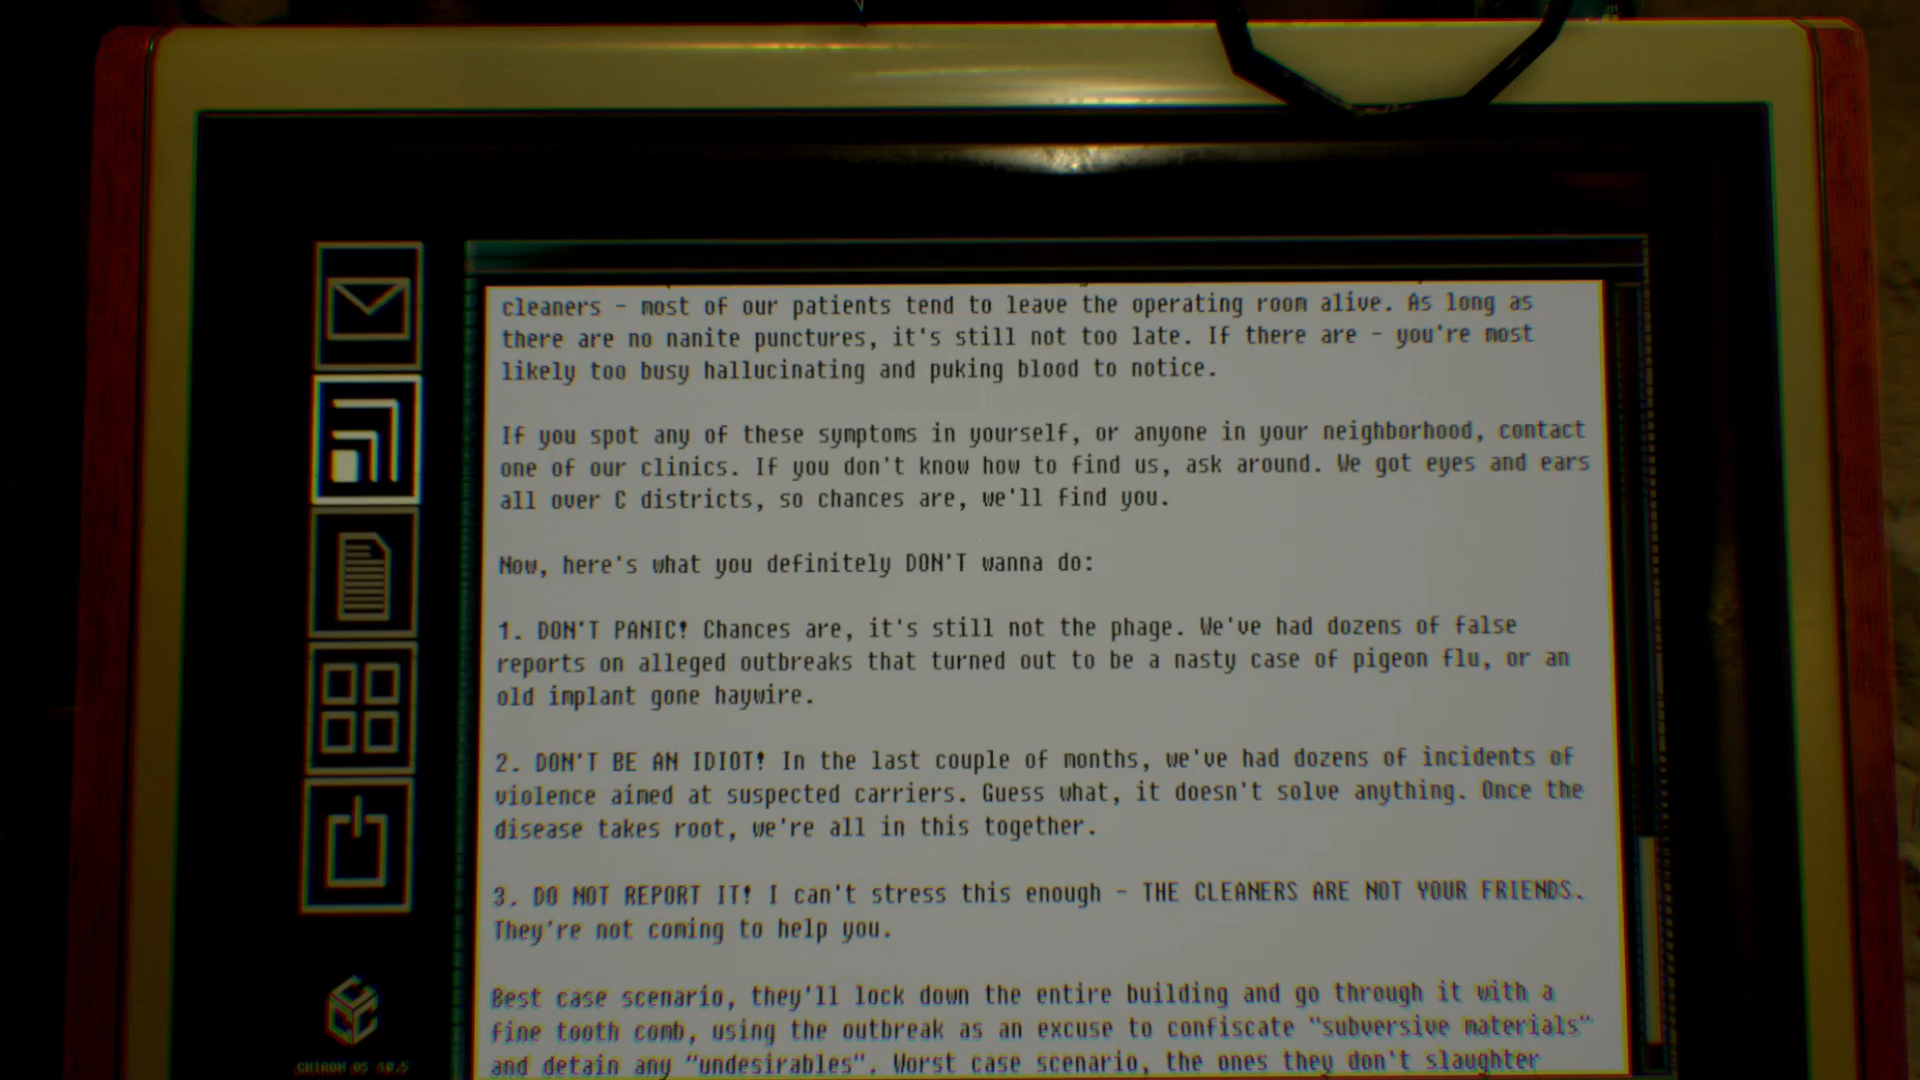 cleaners - most of our patients tend to leave the operating room alive. As long as
there are no nanite punctures, it's still not too late. If there are - you're most
likely too busy hallucinating and puking blood to notice.
If you spot any of these symptoms in yourself, or anyone in your neighborhood, contact
one of our clinics. If you don't know how to find us, ask around. We got eyes and ears
all over C districts, so chances are, we'll find you.
Now, here's what you definitely DON'T wanna do:
1. DON'T PANIC! Chances are, it's still not the phage. We've had dozens of false
reports on alleged outbreaks that turned out to be a nasty case of pigeon flu, or an
old implant gone haywire.
2. DON'T BE AN IDIOT! In the last couple of months, we've had dozens of incidents of
violence aimed at suspected carriers. Guess what, it doesn't solve anything. Once the
disease takes root, we're all in this together.
3. DO NOT REPORT IT! I can't stress this enough - THE CLEANERS ARE NOT YOUR FRIENDS.
They're not coming to help you.
Best case scenario, they'll lock down the entire building and go through it with a
fine tooth comb, using the outbreak as an excuse to confiscate "subversive materials"
and detain any "undesirables". Worst case scenario, the ones they don't slaughter
CHIRON OS 10.5